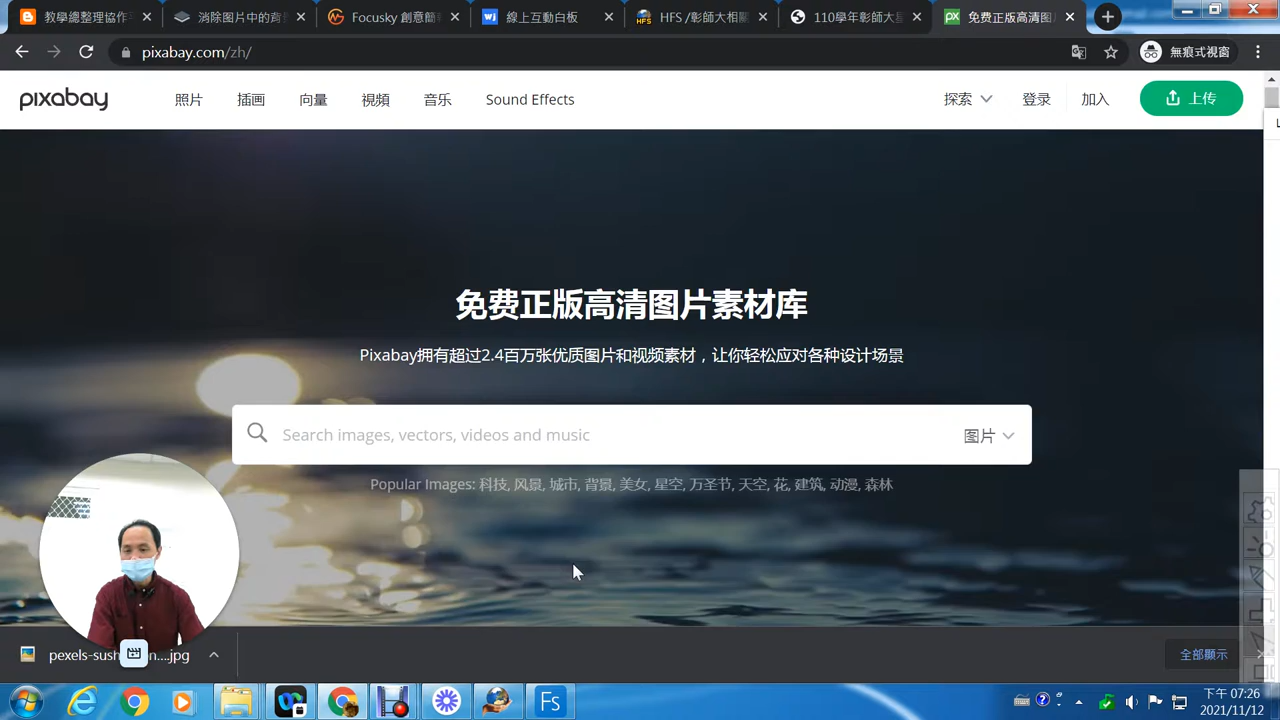 教學總整理協作
消除图片中的背
Focusky 創意簡
線上互動
版
HFS /彰師大相
110學年彰師大
免费正版高清图
pixabay.com/zh/
無痕式視窗
pixabay
照片
插画
向量
視頻
音乐
Sound Effects
探索
登录
加入
上传
免费正版高清图片素材库
Pixabay拥有超过2.4百万张优质图片和视频素材，让你轻松应对各种设计场景
Search images, vectors, videos and music
图片
Popular Images: 科技, 风景, 城市, 背景, 美女, 星空, 万圣节, 天空, 花, 建筑, 动漫, 森林
pexels-sush
n....jpg
全部顯示
Fs
下午 07:26
2021/11/12